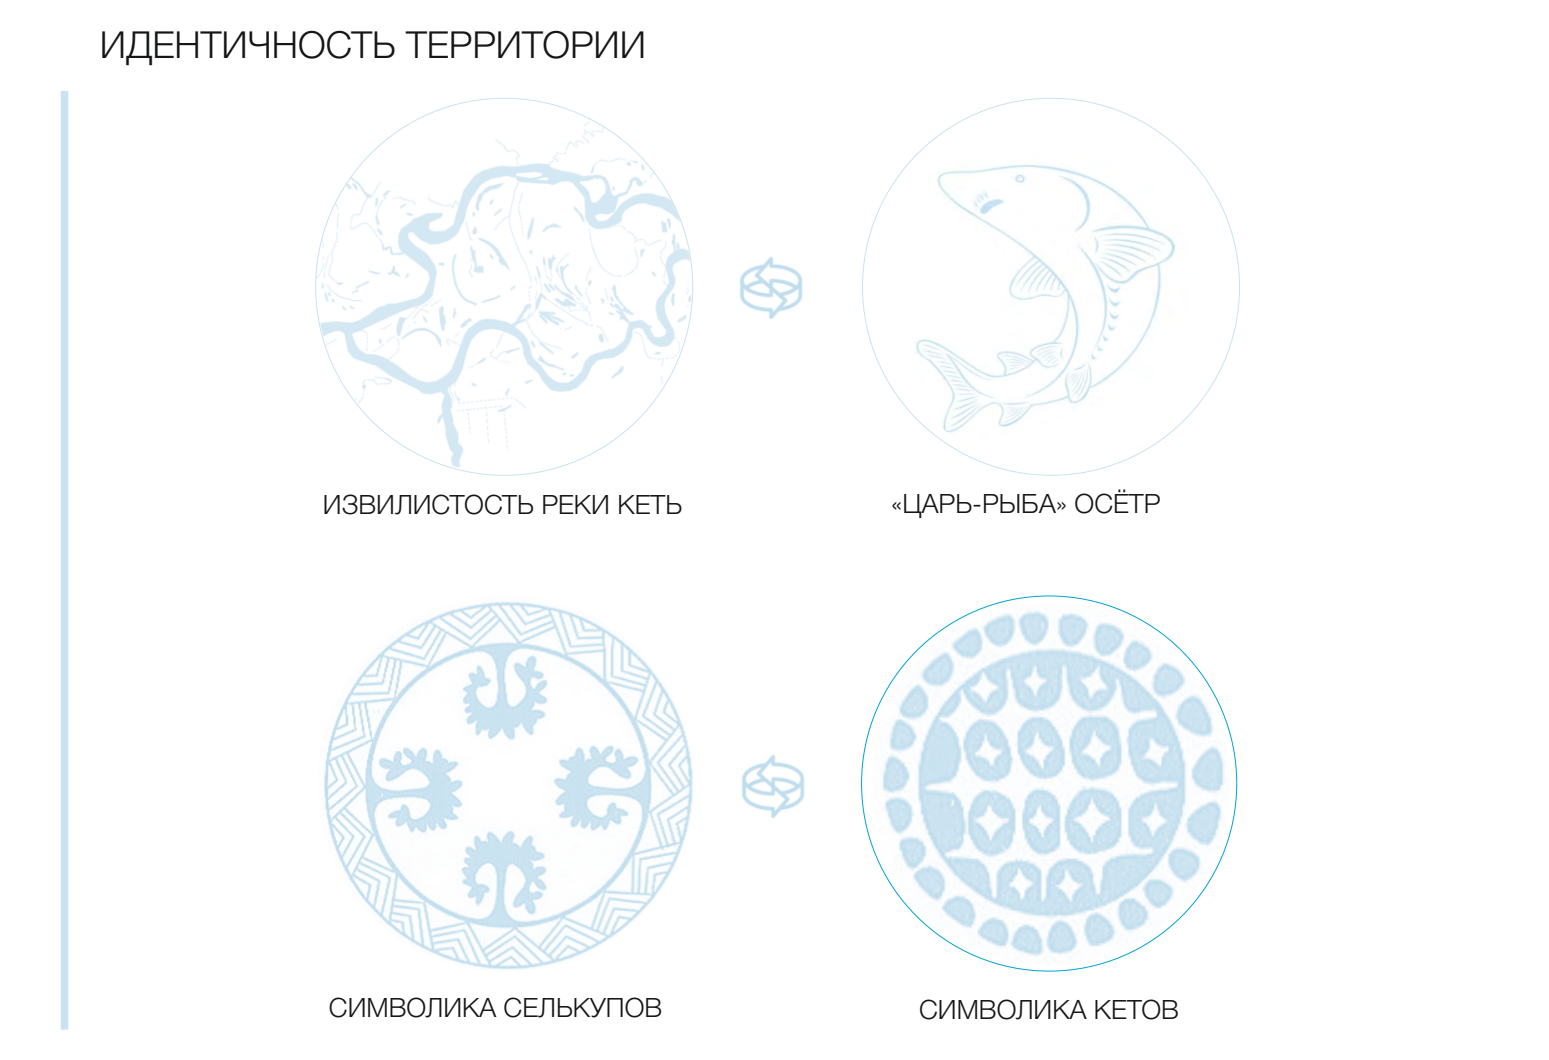 ИДЕНТИЧНОСТЬ ТЕРРИТОРИИ
ИЗВИЛИСТОСТЬ РЕКИ КЕТЬ
«ЦАРЬ-РЫБА» ОСЁТР
СИМВОЛИКА СЕЛЬКУПОВ
СИМВОЛИКА КЕТОВ